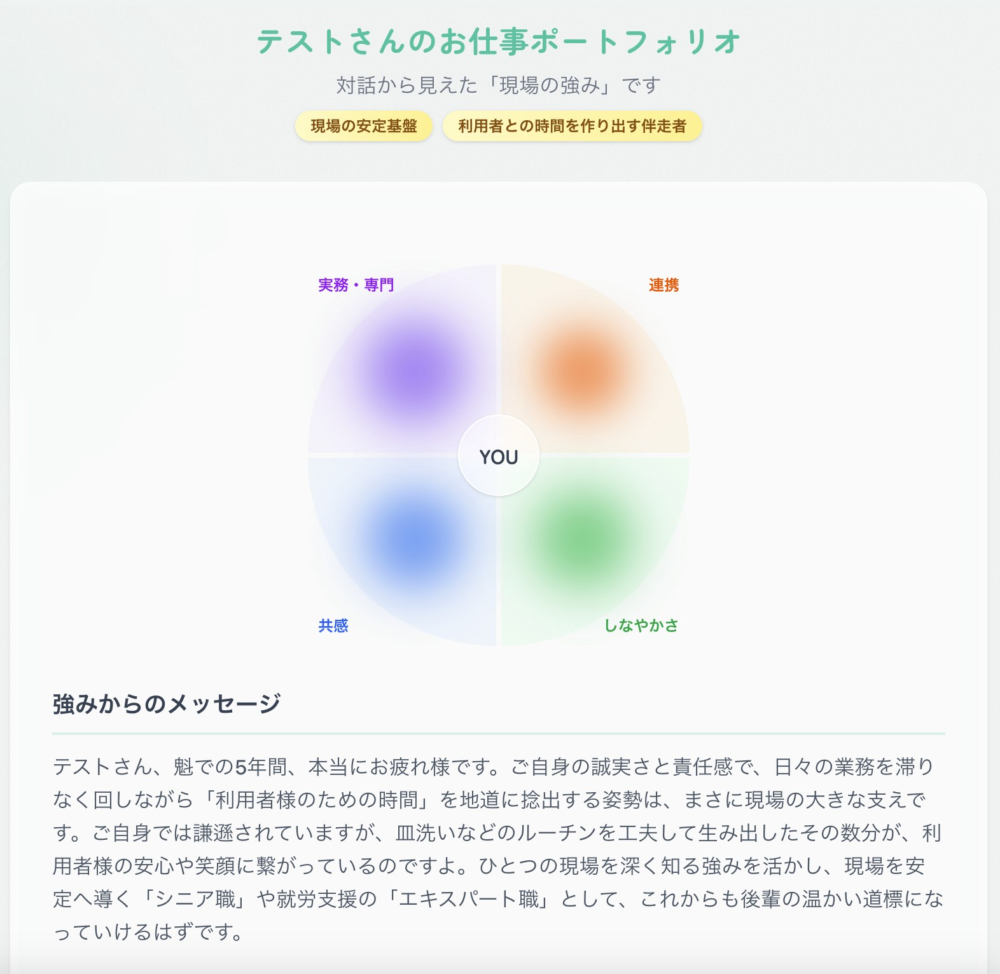 テストさんのお仕事ポートフォリオ
対話から見えた「現場の強み」です
現場の安定基盤
利用者との時間を作り出す伴走者
実務・専門
連携
YOU
共感
しなやかさ
強みからのメッセージ
テストさん、魁での5年間、本当にお疲れ様です。ご自身の誠実さと責任感で、日々の業務を滞り
なく回しながら「利用者様のための時間」を地道に捻出する姿勢は、まさに現場の大きな支えで
す。ご自身では謙遜されていますが、皿洗いなどのルーチンを工夫して生み出したその数分が、利
用者様の安心や笑顔に繋がっているのですよ。ひとつの現場を深く知る強みを活かし、現場を安
定へ導く「シニア職」や就労支援の「エキスパート職」として、これからも後輩の温かい道標にな
っていけるはずです。